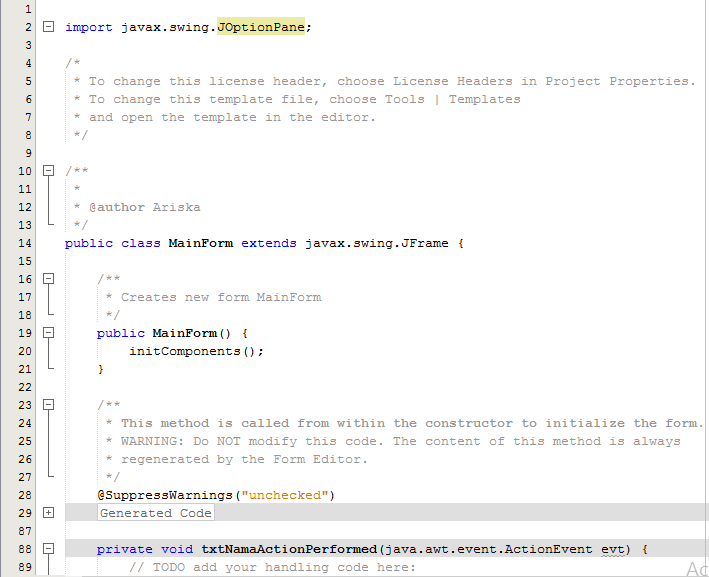 1
2 import javax.swing.JOptionPane;
3
4 /*
5 * To change this license header, choose License Headers in Project Properties.
6 * To change this template file, choose Tools | Templates
7 * and open the template in the editor.
8 */
9
10 /**
11 *
12 * @author Ariska
13 */
14 public class MainForm extends javax.swing.JFrame {
15
16 /**
17 * Creates new form MainForm
18 */
19 public MainForm() {
20 initComponents();
21 }
22
23 /**
24 * This method is called from within the constructor to initialize the form.
25 * WARNING: Do NOT modify this code. The content of this method is always
26 * regenerated by the Form Editor.
27 */
28 @SuppressWarnings("unchecked")
29 Generated Code
87
88 private void txtNamaActionPerformed(java.awt.event.ActionEvent evt) {
89 // TODO add your handling code here: